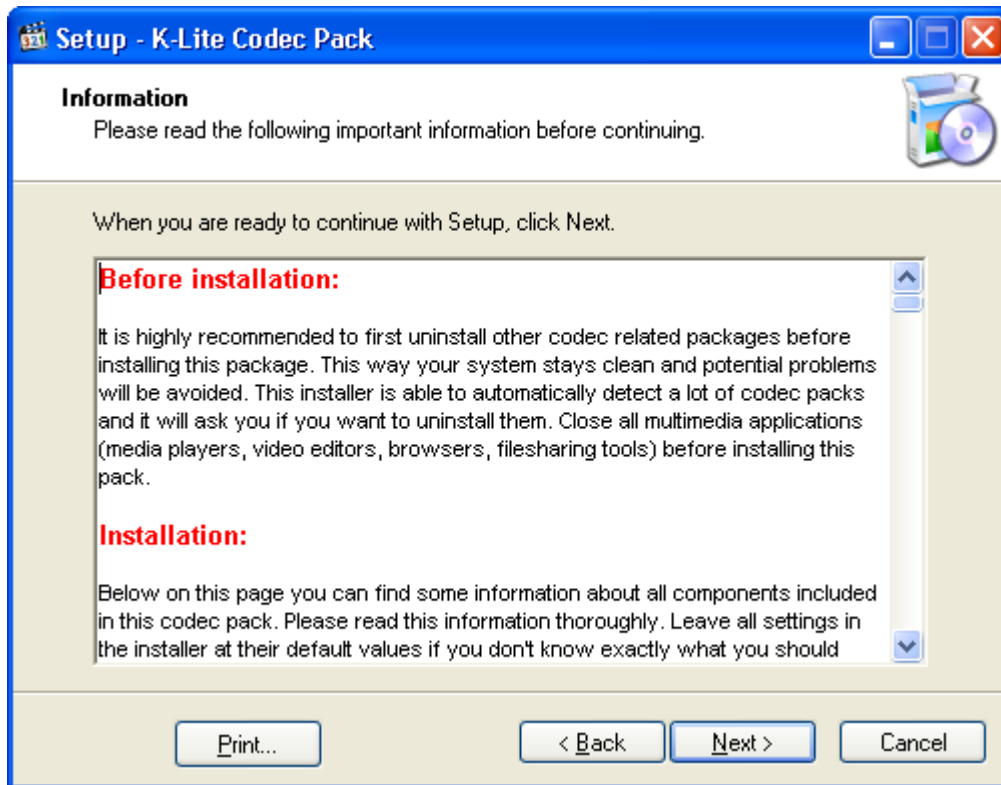 Setup - K-Lite Codec Pack
Information
Please read the following important information before continuing.
When you are ready to continue with Setup, click Next.
Before installation:
It is highly recommended to first uninstall other codec related packages before
installing this package. This way your system stays clean and potential problems
will be avoided. This installer is able to automatically detect a lot of codec packs
and it will ask you if you want to uninstall them. Close all multimedia applications
(media players, video editors, browsers, filesharing tools) before installing this
pack.
Installation:
Below on this page you can find some information about all components included
in this codec pack. Please read this information thoroughly. Leave all settings in
the installer at their default values if you don't know exactly what you should
Print...
< Back
Next >
Cancel